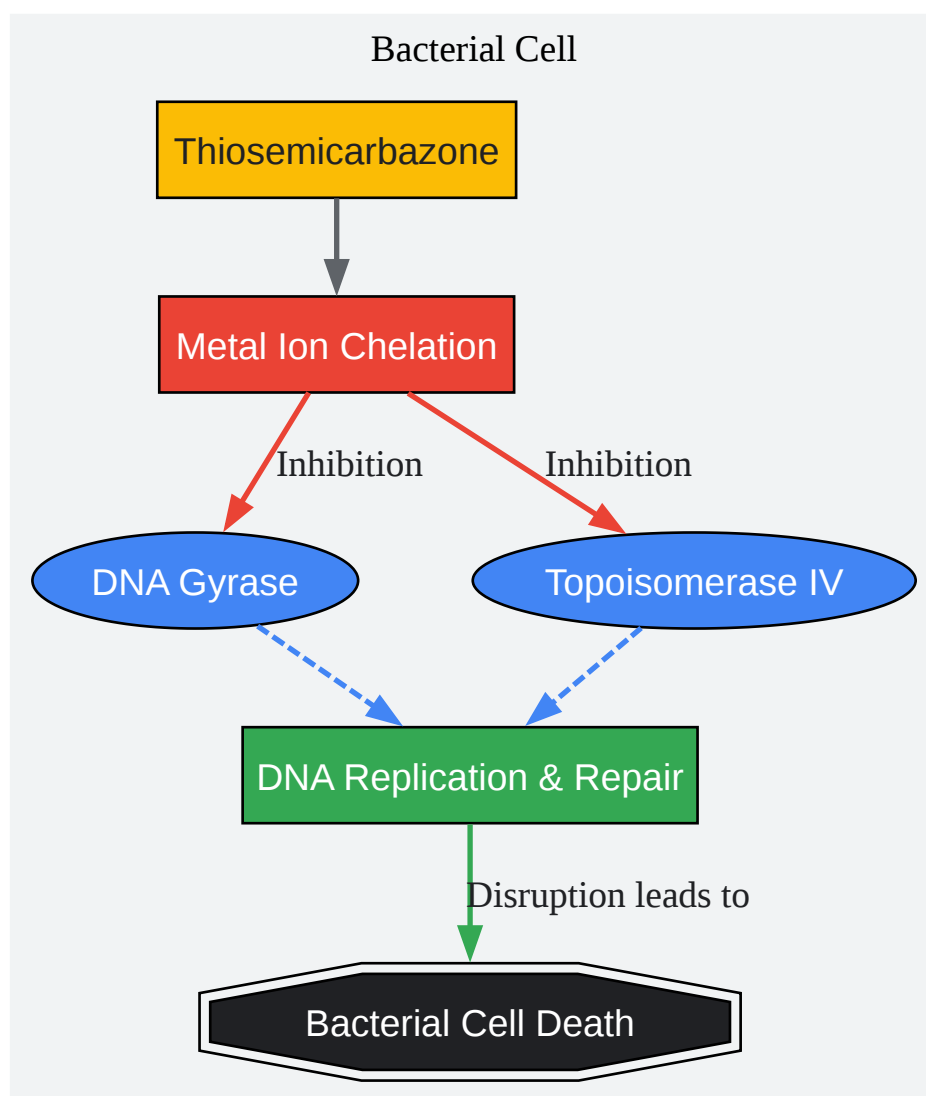 Bacterial Cell
Thiosemicarbazone
Metal Ion Chelation
Inhibition
Inhibition
DNA Gyrase
Topoisomerase IV
DNA Replication & Repair
Disruption leads to
Bacterial Cell Death